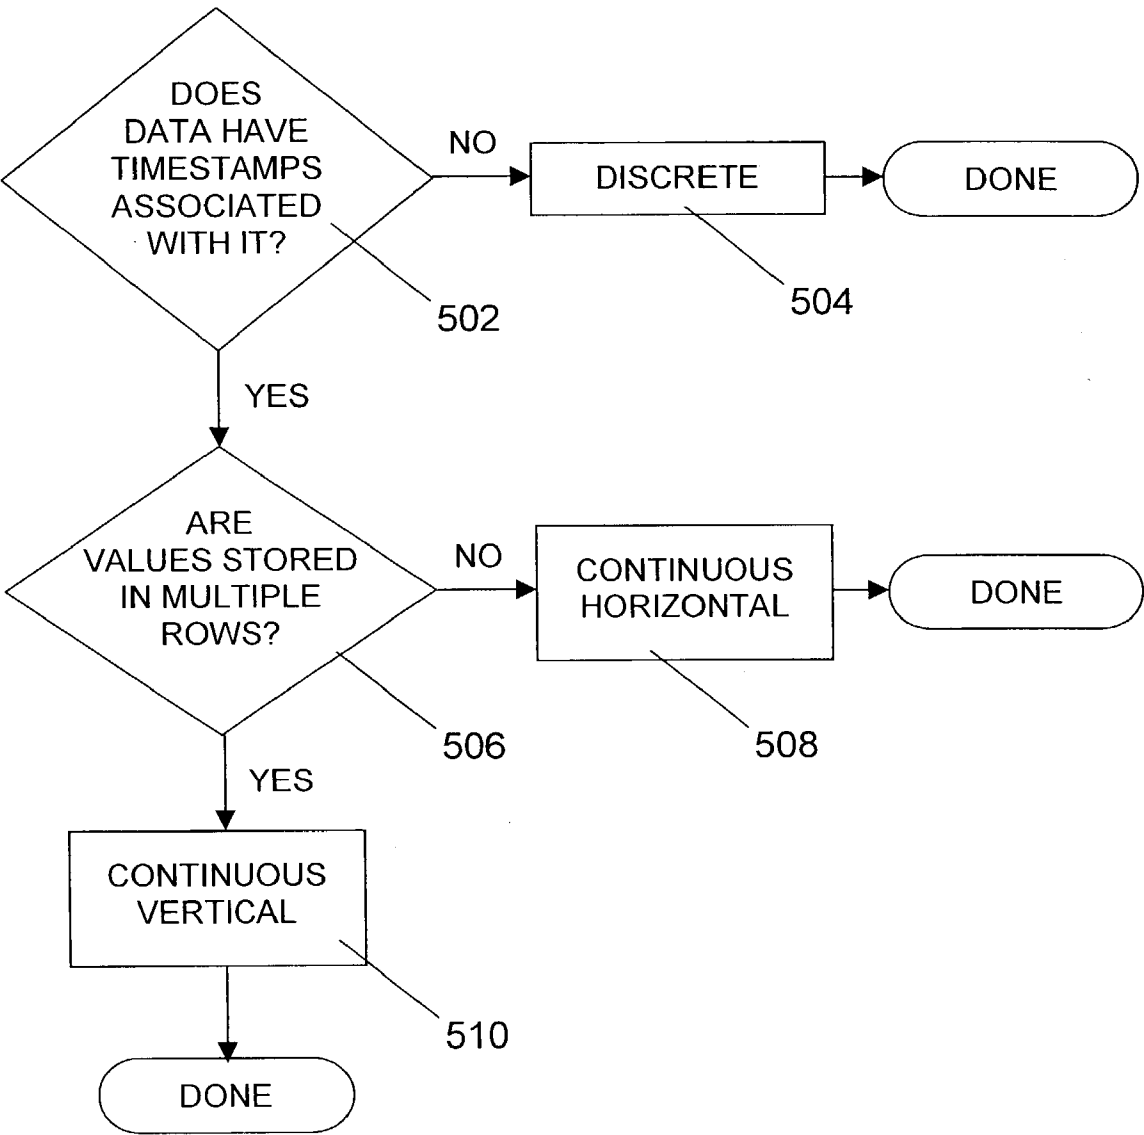 DOES
DATA HAVE
TIMESTAMPS
ASSOCIATED
WITH IT?
502
NO
DISCRETE
504
DONE
YES
ARE
VALUES STORED
IN MULTIPLE
ROWS?
506
NO
CONTINUOUS
HORIZONTAL
508
DONE
YES
CONTINUOUS
VERTICAL
510
DONE